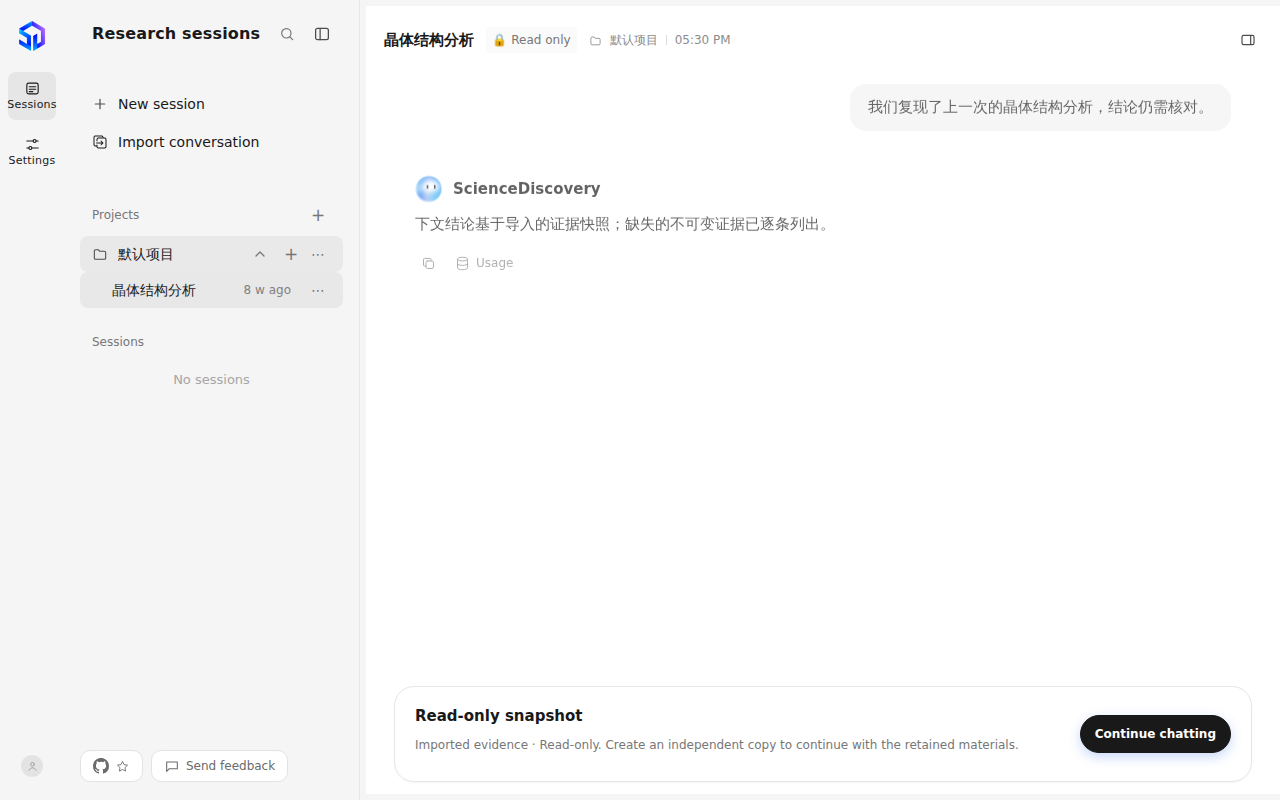 Research sessions
Sessions
Settings
New session
Import conversation
Projects
默认项目
晶体结构分析
8 w ago
Sessions
No sessions
Send feedback
晶体结构分析
Read only
默认项目
05:30 PM
我们复现了上一次的晶体结构分析，结论仍需核对。
ScienceDiscovery
下文结论基于导入的证据快照；缺失的不可变证据已逐条列出。
Usage
Read-only snapshot
Imported evidence · Read-only. Create an independent copy to continue with the retained materials.
Continue chatting